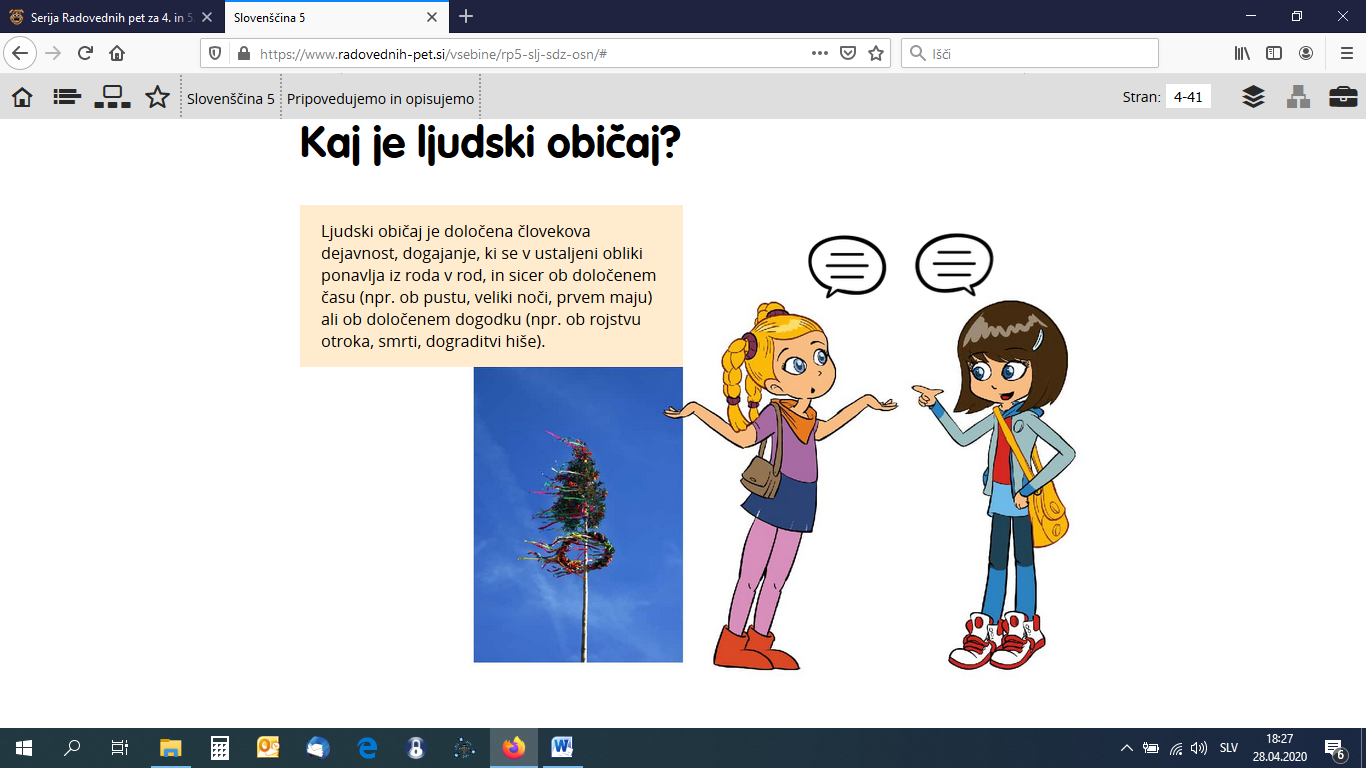 Serija Radovednih pet za 4. in 5.
Slovenščina 5
https://www.radovednih-pet.si/vsebine/rp5-slj-sdz-osn/#
Išči
Slovenščina 5
Pripovedujemo in opisujemo
Stran:
4-41
Kaj je ljudski običaj?
Ljudski običaj je določena človekova
dejavnost, dogajanje, ki se v ustaljeni obliki
ponavlja iz roda v rod, in sicer ob določenem
času (npr. ob pustu, veliki noči, prvem maju)
ali ob določenem dogodku (npr. ob rojstvu
otroka, smrti, dograditvi hiše).
SLV
18:27
28.04.2020
6